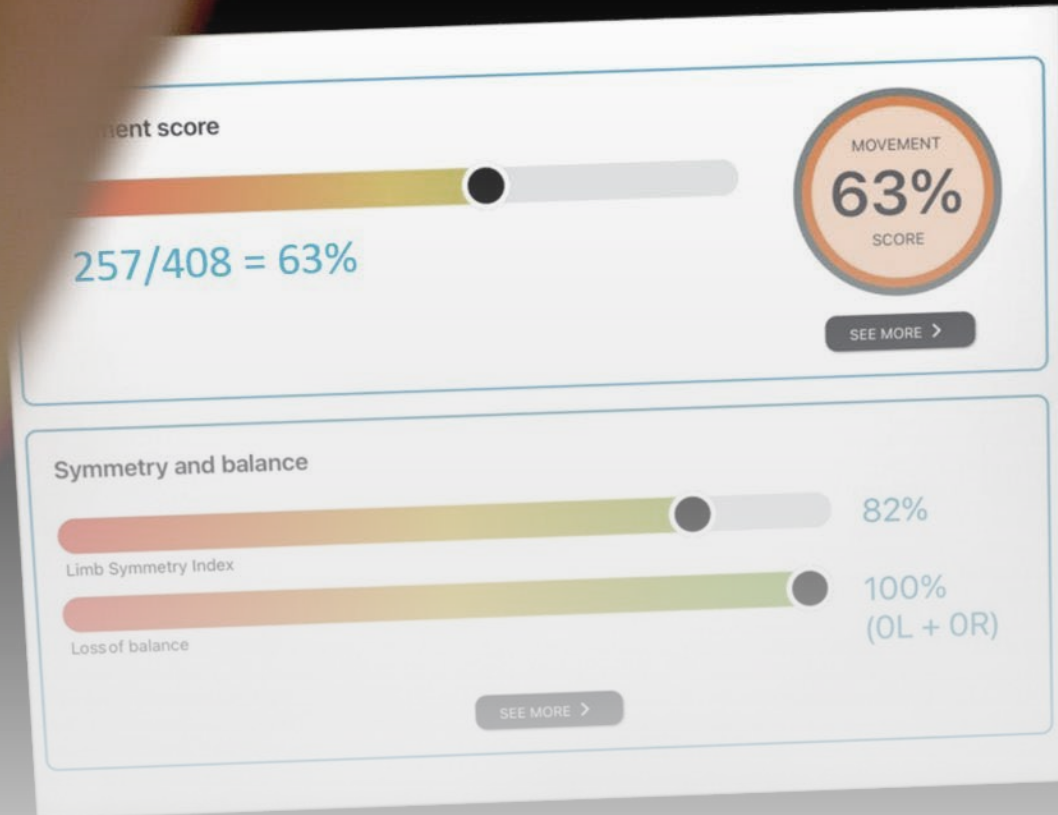 ment score
257/408 = 63%
MOVEMENT
63%
SCORE
SEE MORE
Symmetry and balance
82%
Limb Symmetry Index
100%
(0L + 0R)
Loss of balance
SEE MORE